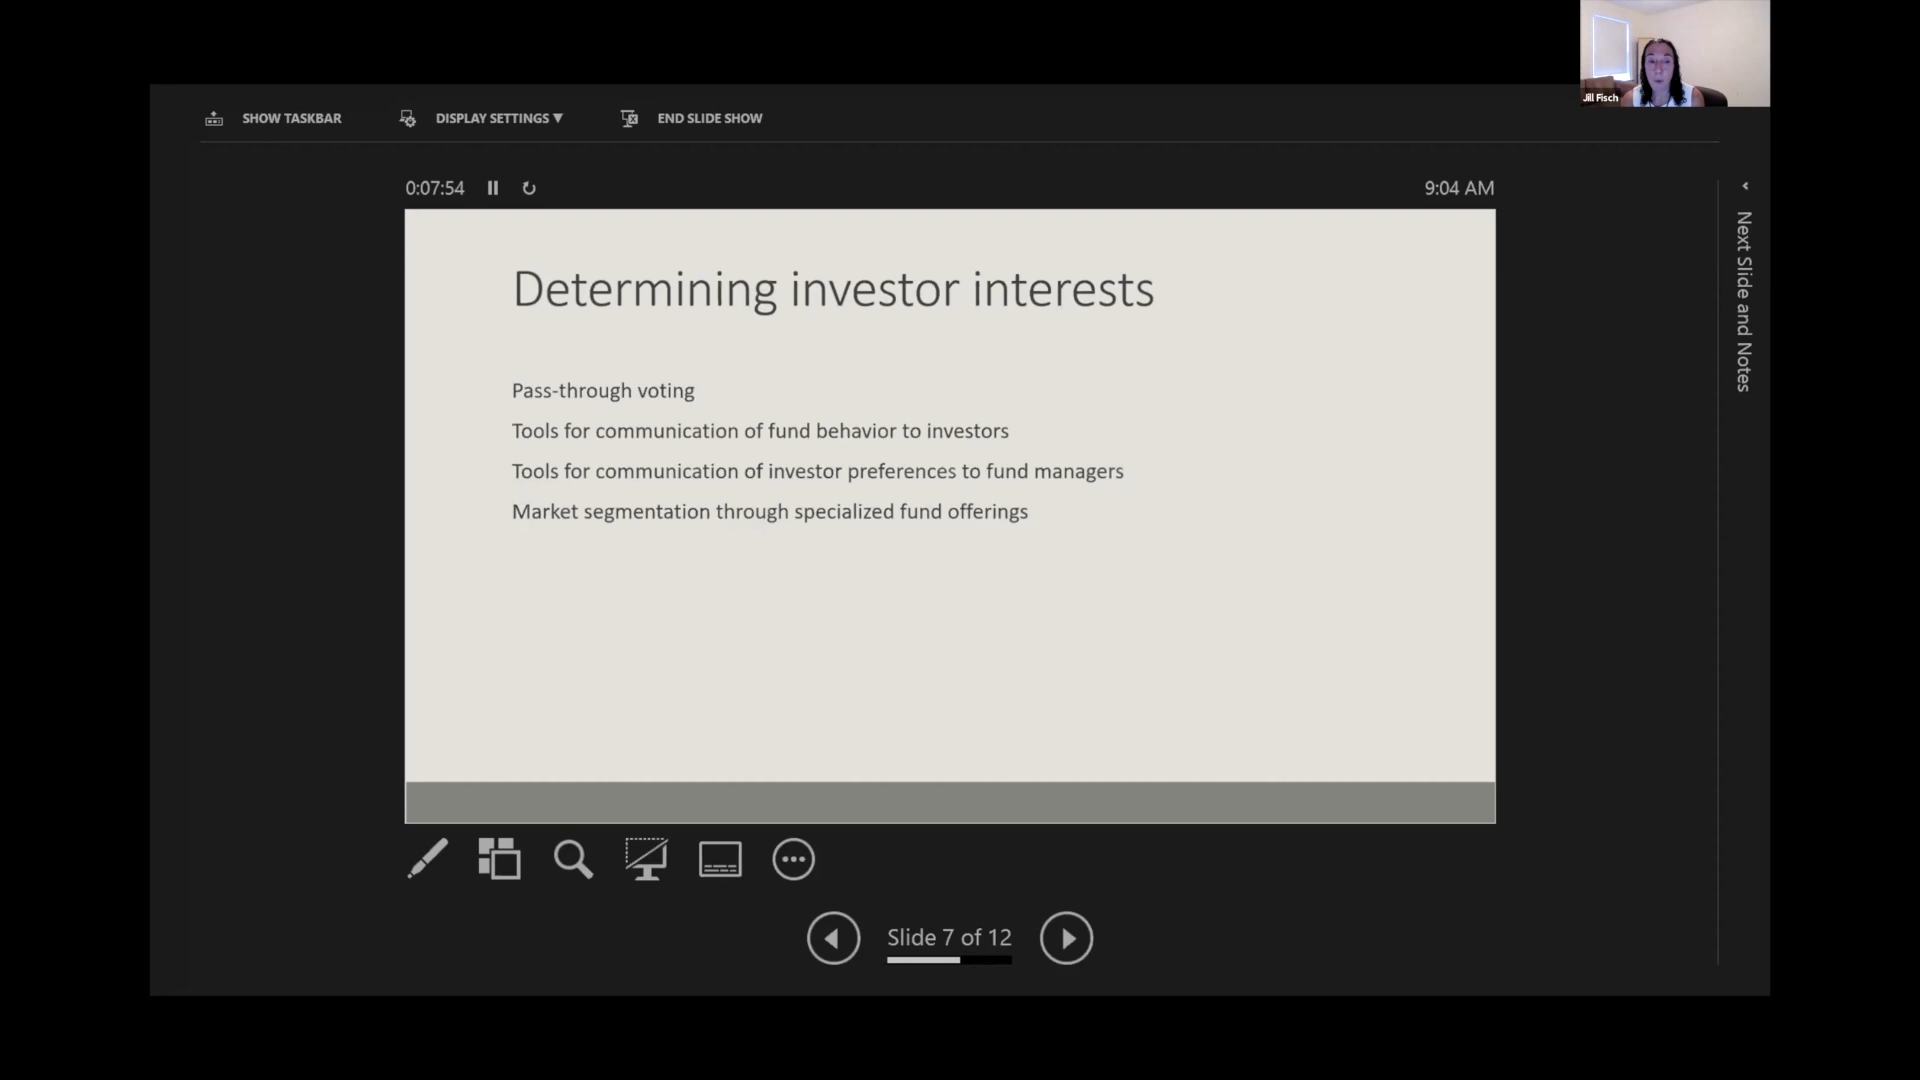 Jill Fisch
SHOW TASKBAR
DISPLAY SETTINGS ▼
END SLIDE SHOW
0:07:54
9:04 AM
Determining investor interests
Pass-through voting
Tools for communication of fund behavior to investors
Tools for communication of investor preferences to fund managers
Market segmentation through specialized fund offerings
Next Slide and Notes
Slide 7 of 12